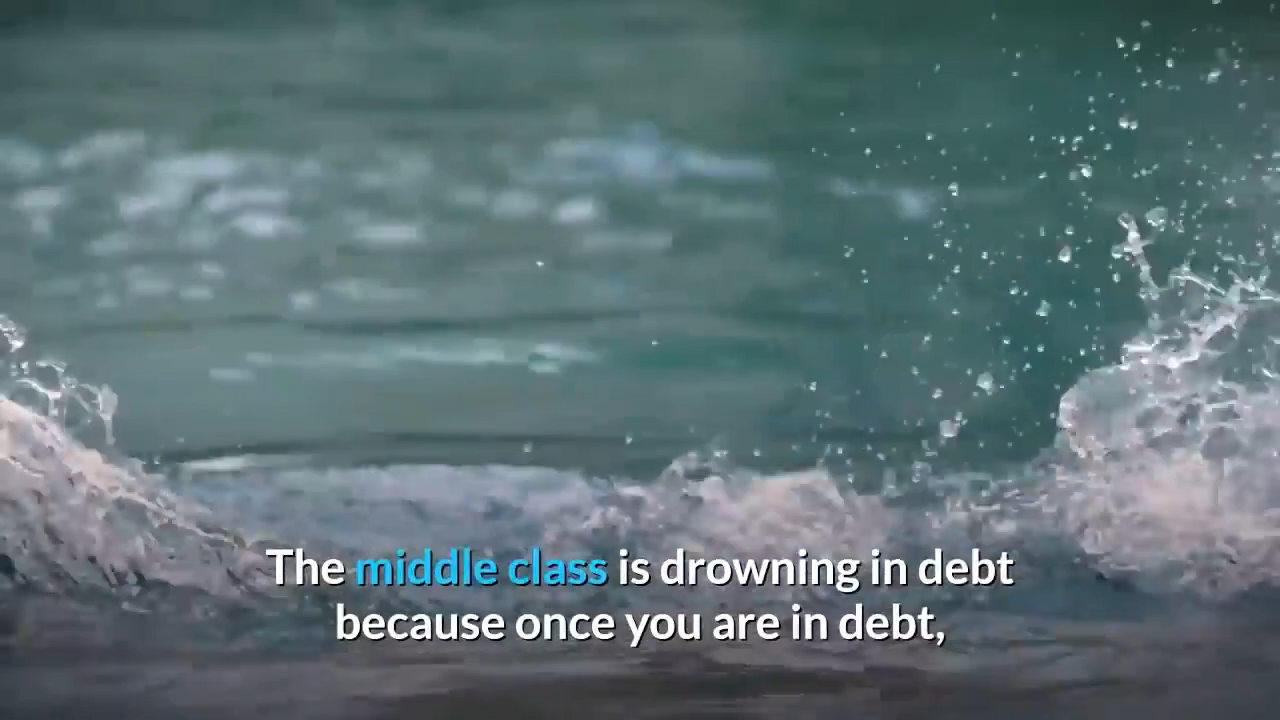 The middle class is drowning in debt
because once you are in debt,